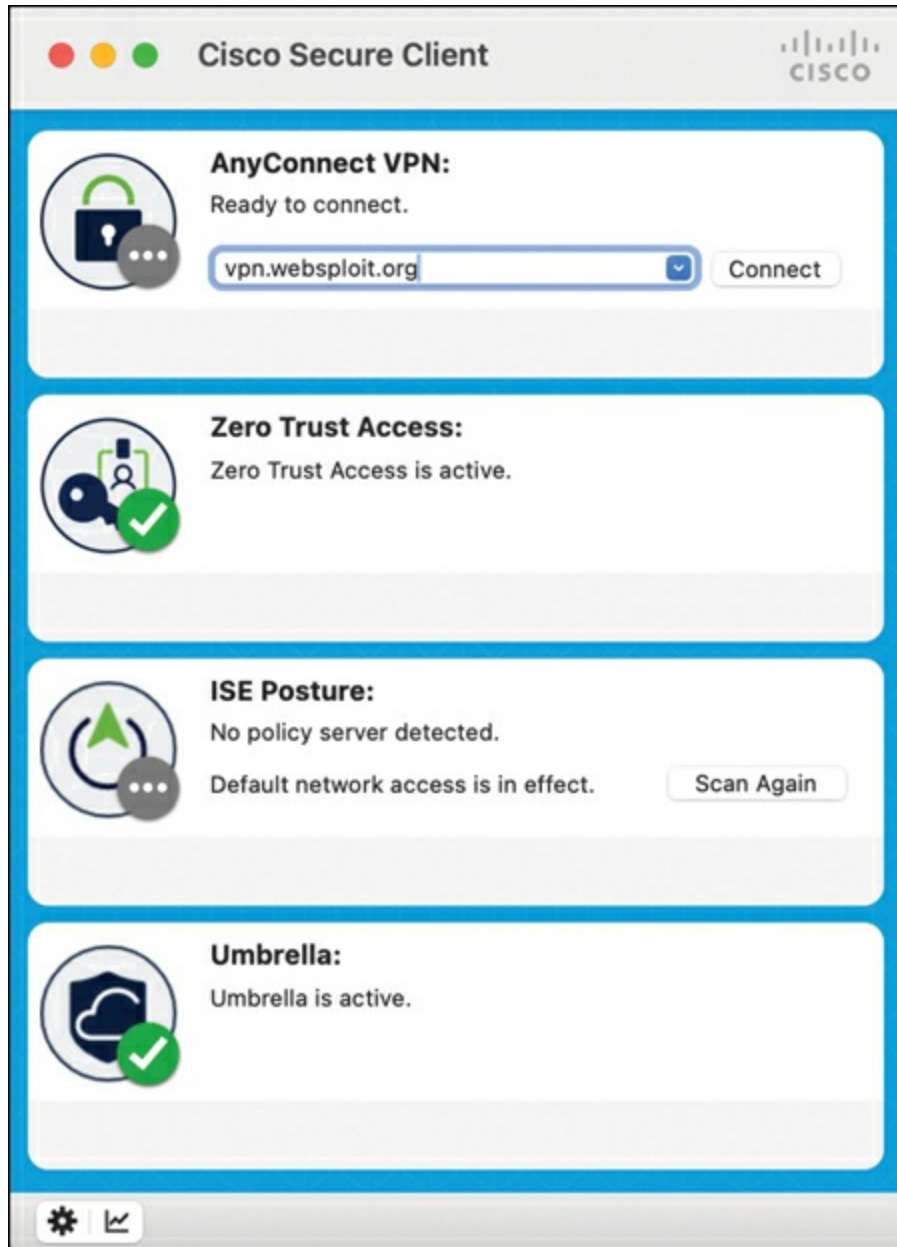 Cisco Secure Client
CISCO
AnyConnect VPN:
Ready to connect.
vpn.websploit.org
Connect
Zero Trust Access:
Zero Trust Access is active.
ISE Posture:
No policy server detected.
Default network access is in effect.
Scan Again
Umbrella:
Umbrella is active.